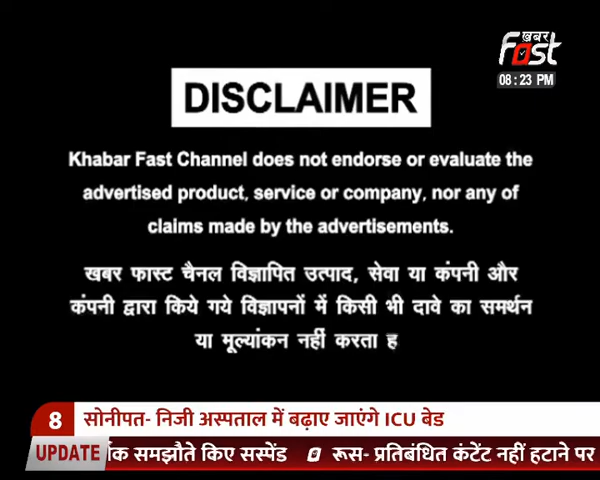 ख़बर
Fast
08:23 PM
DISCLAIMER
Khabar Fast Channel does not endorse or evaluate the
advertised product, service or company, nor any of
claims made by the advertisements.
खबर फास्ट चैनल विज्ञापित उत्पाद, सेवा या कंपनी और
कंपनी द्वारा किये गये विज्ञापनों में किसी भी दावे का समर्थन
या मूल्यांकन नहीं करता ह
8 सोनीपत- निजी अस्पताल में बढ़ाए जाएंगे ICU बेड
UPDATE समझौते किए सस्पेंड रूस- प्रतिबंधित कंटेंट नहीं हटाने पर